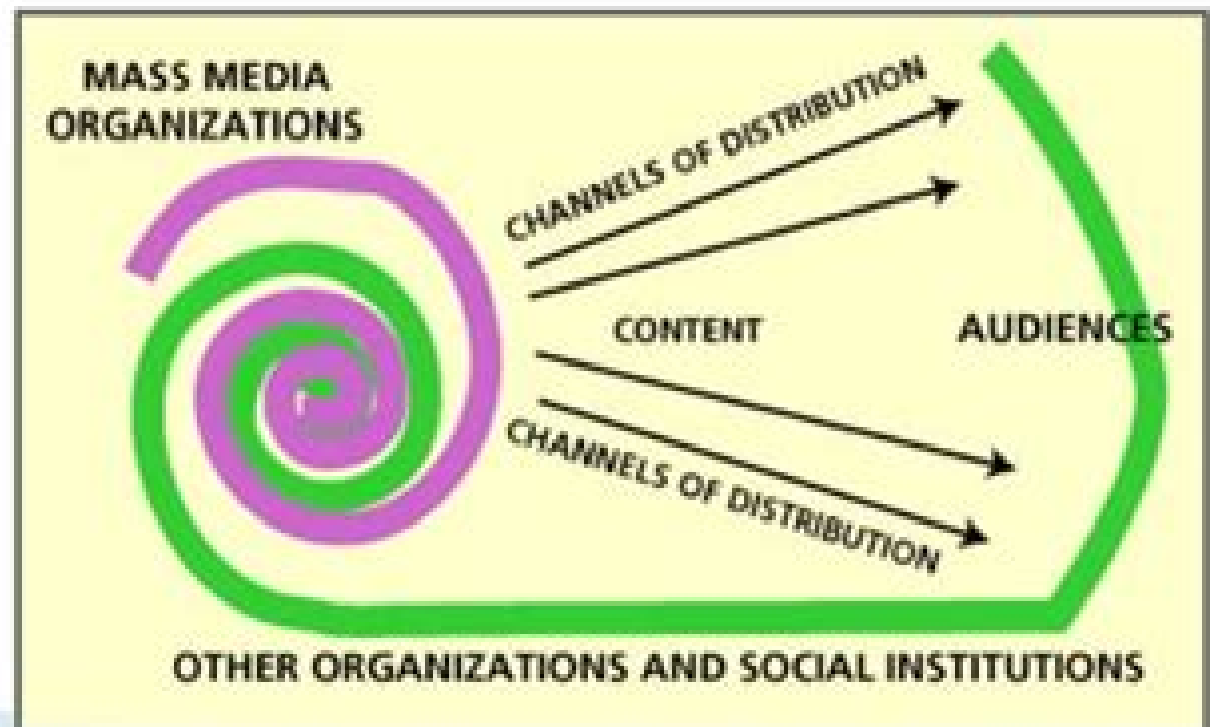 MASS MEDIA
ORGANIZATIONS
CHANNELS OF DISTRIBUTION
CONTENT
AUDIENCES
CHANNELS OF DISTRIBUTION
OTHER ORGANIZATIONS AND SOCIAL INSTITUTIONS